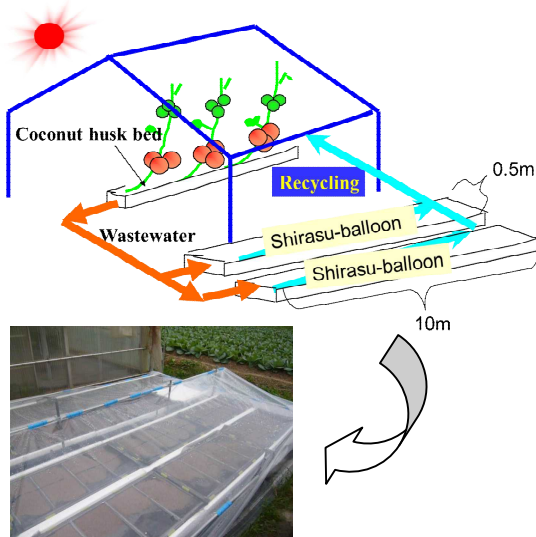 Coconut husk bed
Recycling
0.5m
Wastewater
Shirasu-balloon
Shirasu-balloon
10m